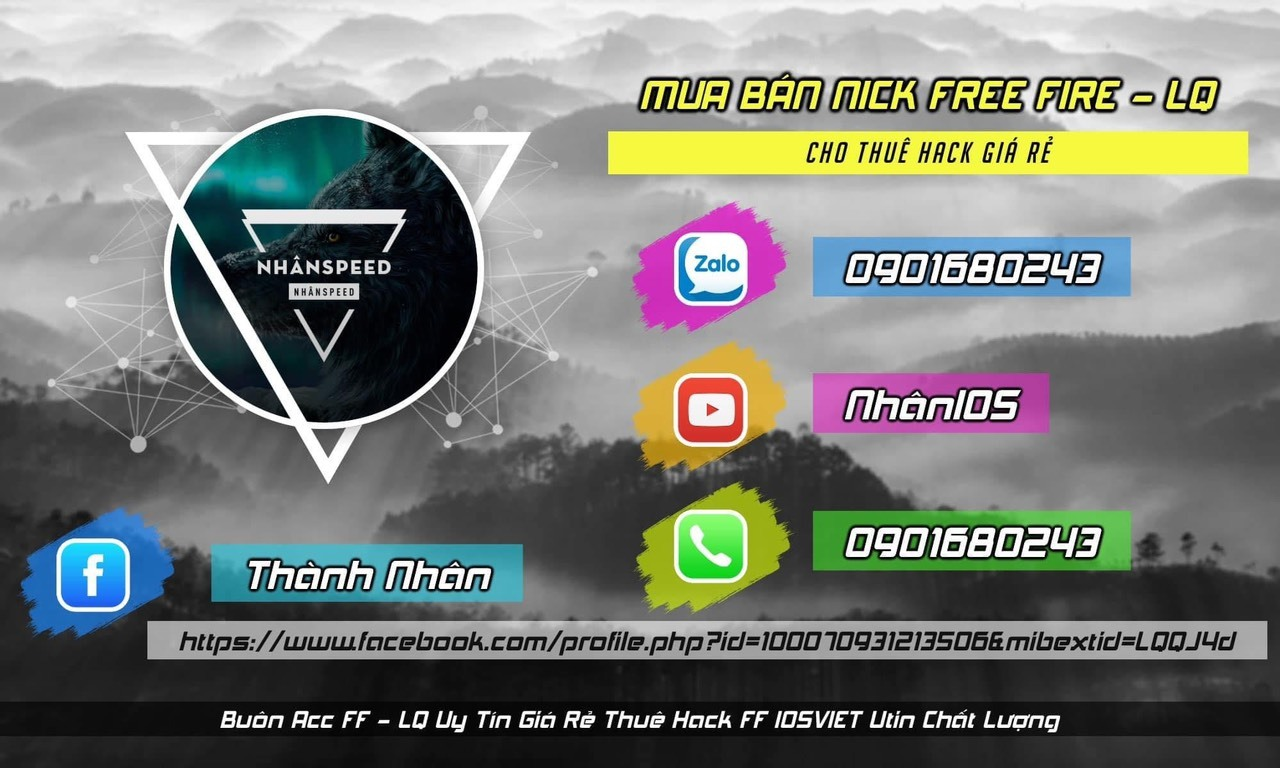 MUA BÁN NICK FREE FIRE - LQ
CHO THUÊ HACK GIÁ RẺ
NHÂNSPEED
NHÂNSPEED
Zalo
0901680243
NhânIOS
0901680243
f
Thành Nhân
https://www.facebook.com/profile.php?id=100070931213506&mibextid=LQQJ4d
Buôn Acc FF - LQ Uy Tín Giá Rẻ Thuê Hack FF IOSVIET Utín Chất Lượng